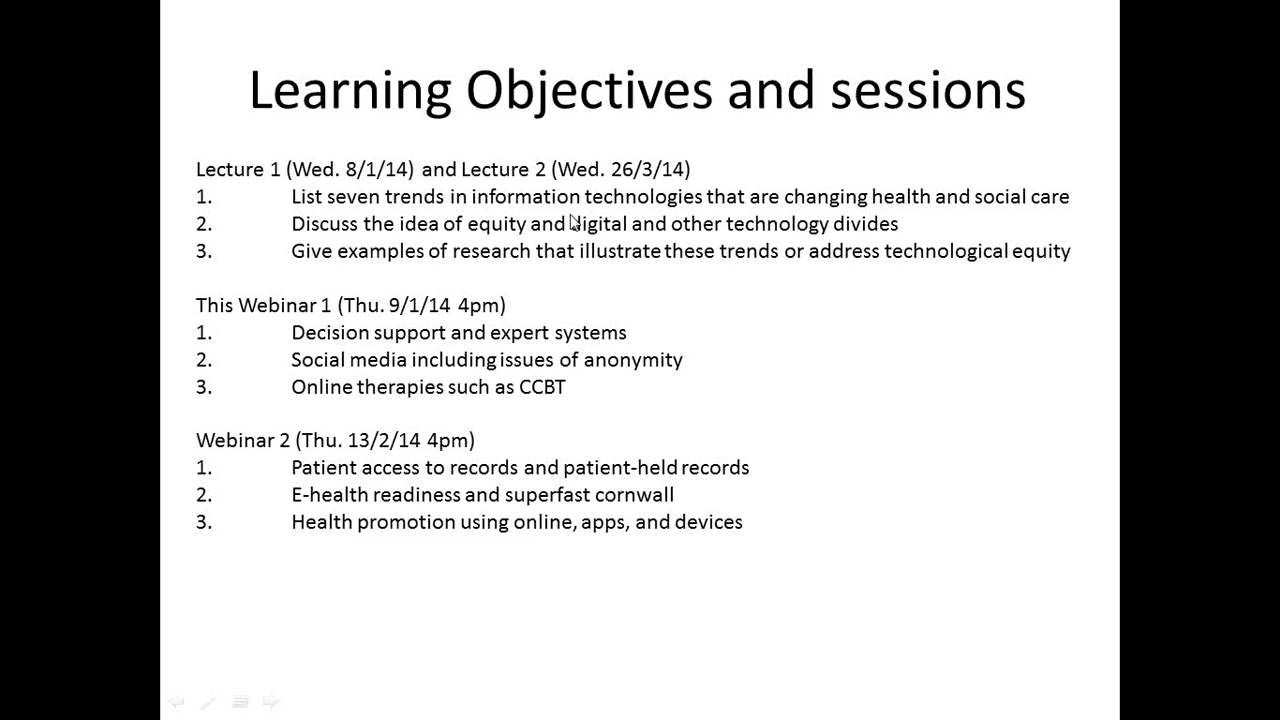 Learning Objectives and sessions
Lecture 1 (Wed. 8/1/14) and Lecture 2 (Wed. 26/3/14)
1. List seven trends in information technologies that are changing health and social care
2. Discuss the idea of equity and digital and other technology divides
3. Give examples of research that illustrate these trends or address technological equity
This Webinar 1 (Thu. 9/1/14 4pm)
1. Decision support and expert systems
2. Social media including issues of anonymity
3. Online therapies such as CCBT
Webinar 2 (Thu. 13/2/14 4pm)
1. Patient access to records and patient-held records
2. E-health readiness and superfast cornwall
3. Health promotion using online, apps, and devices